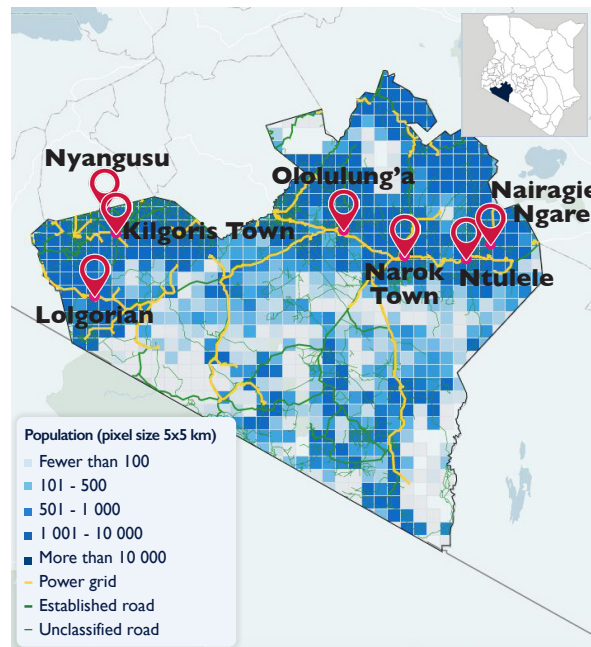 Nyangusu
Ololulung’a
Nairagie
Ngare
Kilgoris Town
Narok
Town
Ntulele
Lolgorian
Population (pixel size 5x5 km)
Fewer than 100
101 - 500
501 - 1 000
1 001 - 10 000
More than 10 000
Power grid
Established road
Unclassified road